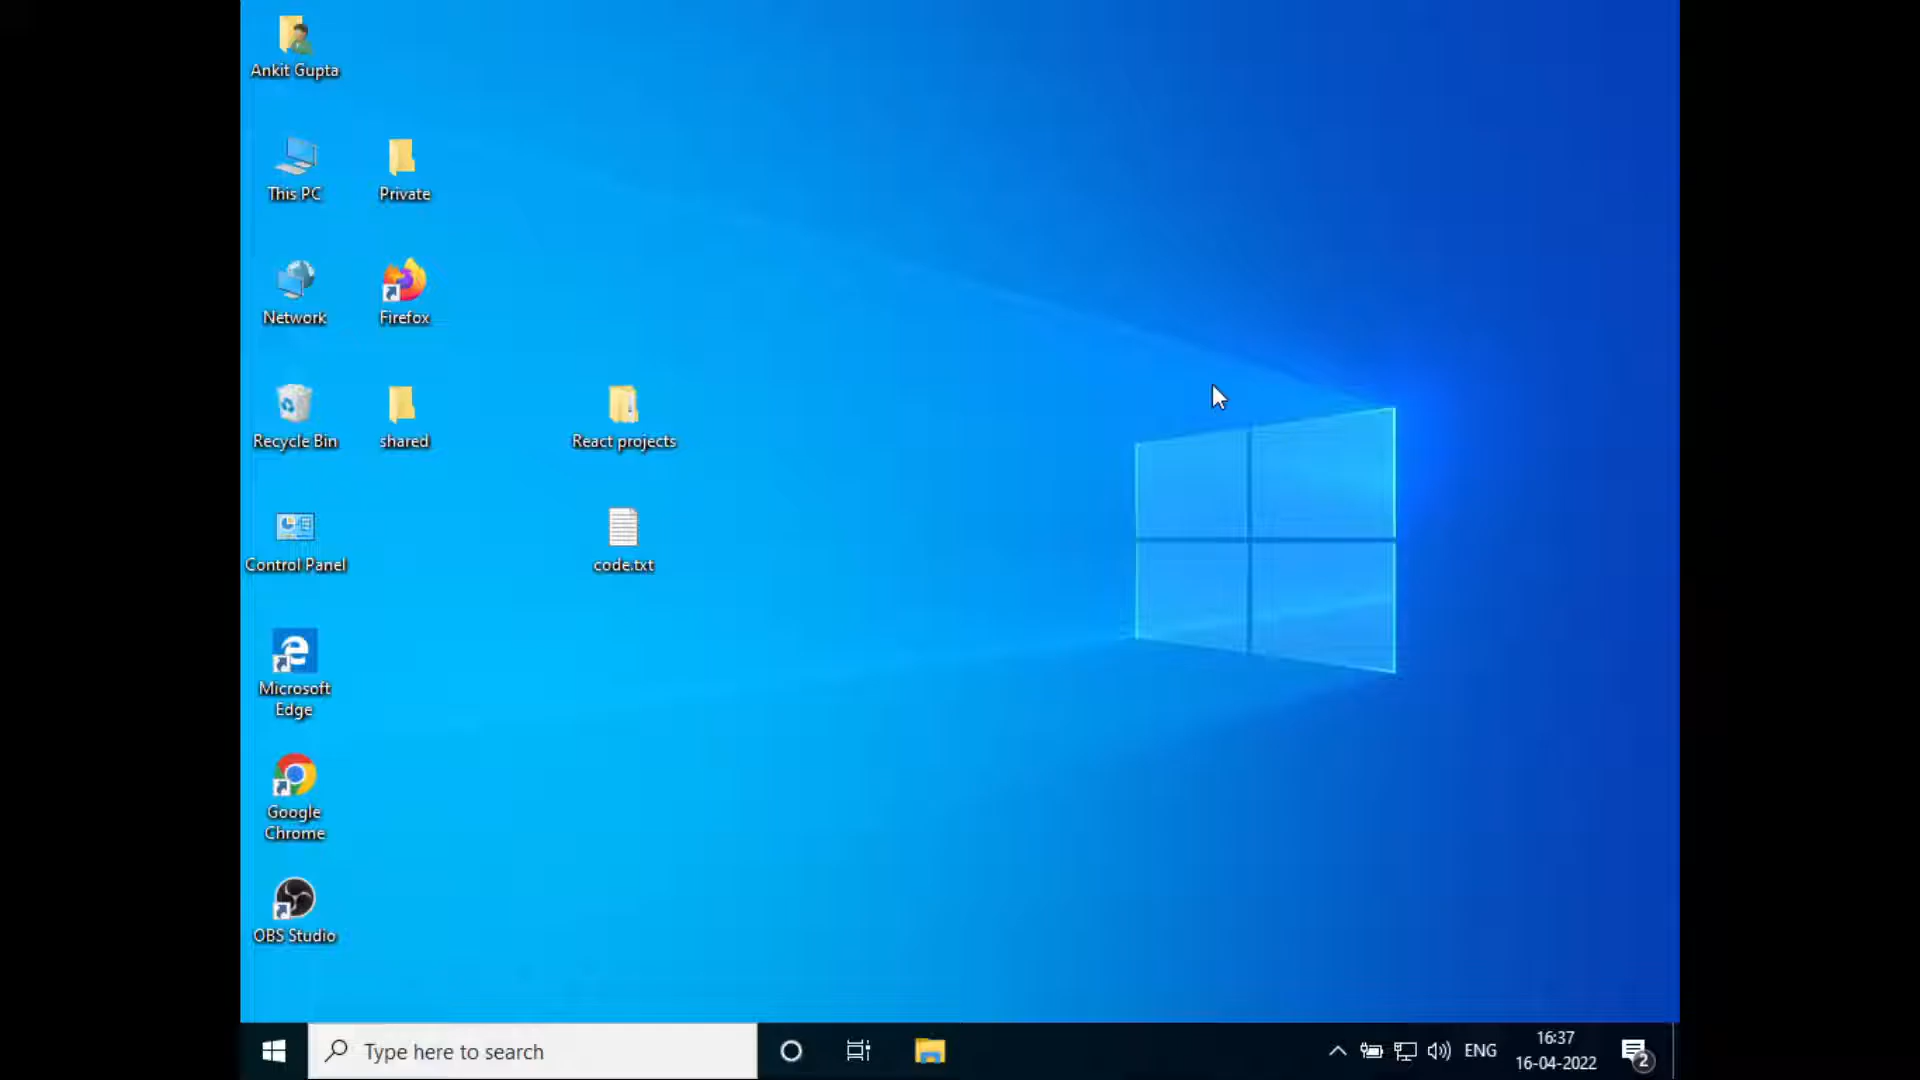 Ankit Gupta
This PC
Private
Network
Firefox
Recycle Bin
shared
React projects
Control Panel
code.txt
Microsoft
Edge
Google
Chrome
OBS Studio
Type here to search
ENG
16:37
16-04-2022
2